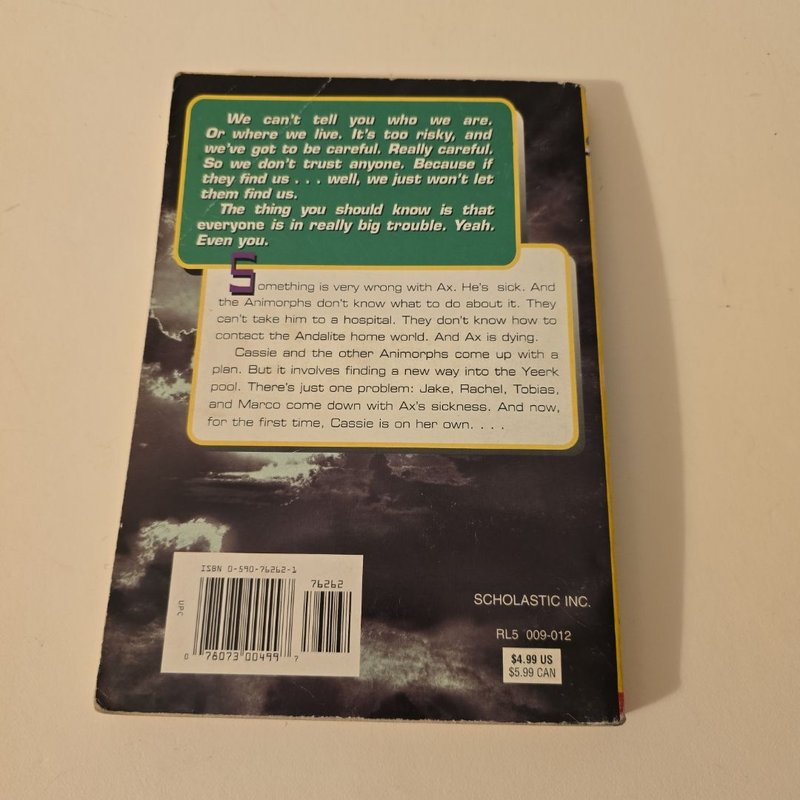 We can't tell you who we are.
Or where we live. It's too risky, and
we've got to be careful. Really careful.
So we don't trust anyone. Because if
they find us . . . well, we just won't let
them find us.
The thing you should know is that
everyone is in really big trouble. Yeah.
Even you.
Something is very wrong with Ax. He's sick. And
the Animorphs don't know what to do about it. They
can't take him to a hospital. They don't know how to
contact the Andalite home world. And Ax is dying.
Cassie and the other Animorphs come up with a
plan. But it involves finding a new way into the Yeerk
pool. There's just one problem: Jake, Rachel, Tobias,
and Marco come down with Ax's sickness. And now,
for the first time, Cassie is on her own. . . .
ISBN 0-590-76262-1
76262
UPC
0 78073 00499 7
SCHOLASTIC INC.
RL5 009-012
$4.99 US
$5.99 CAN